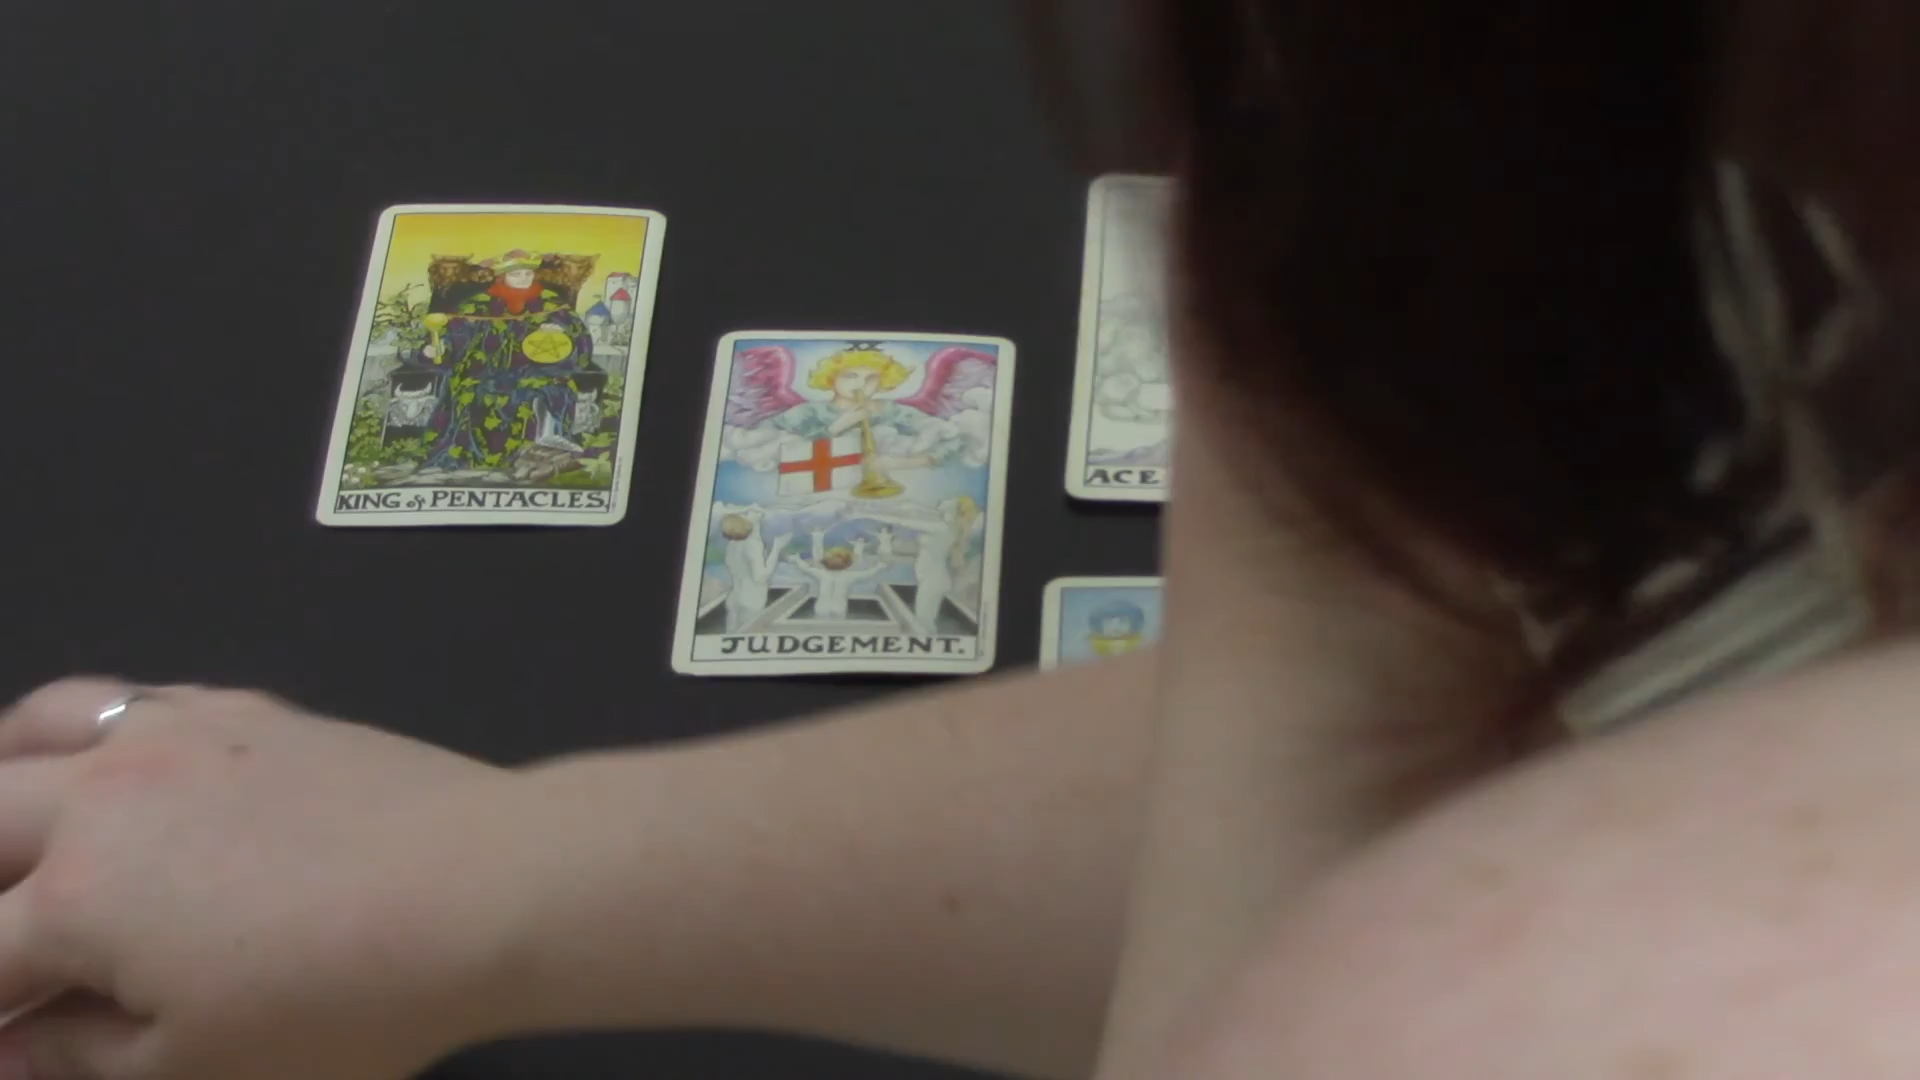 KING of PENTACLES.
XX
JUDGEMENT.
ACE